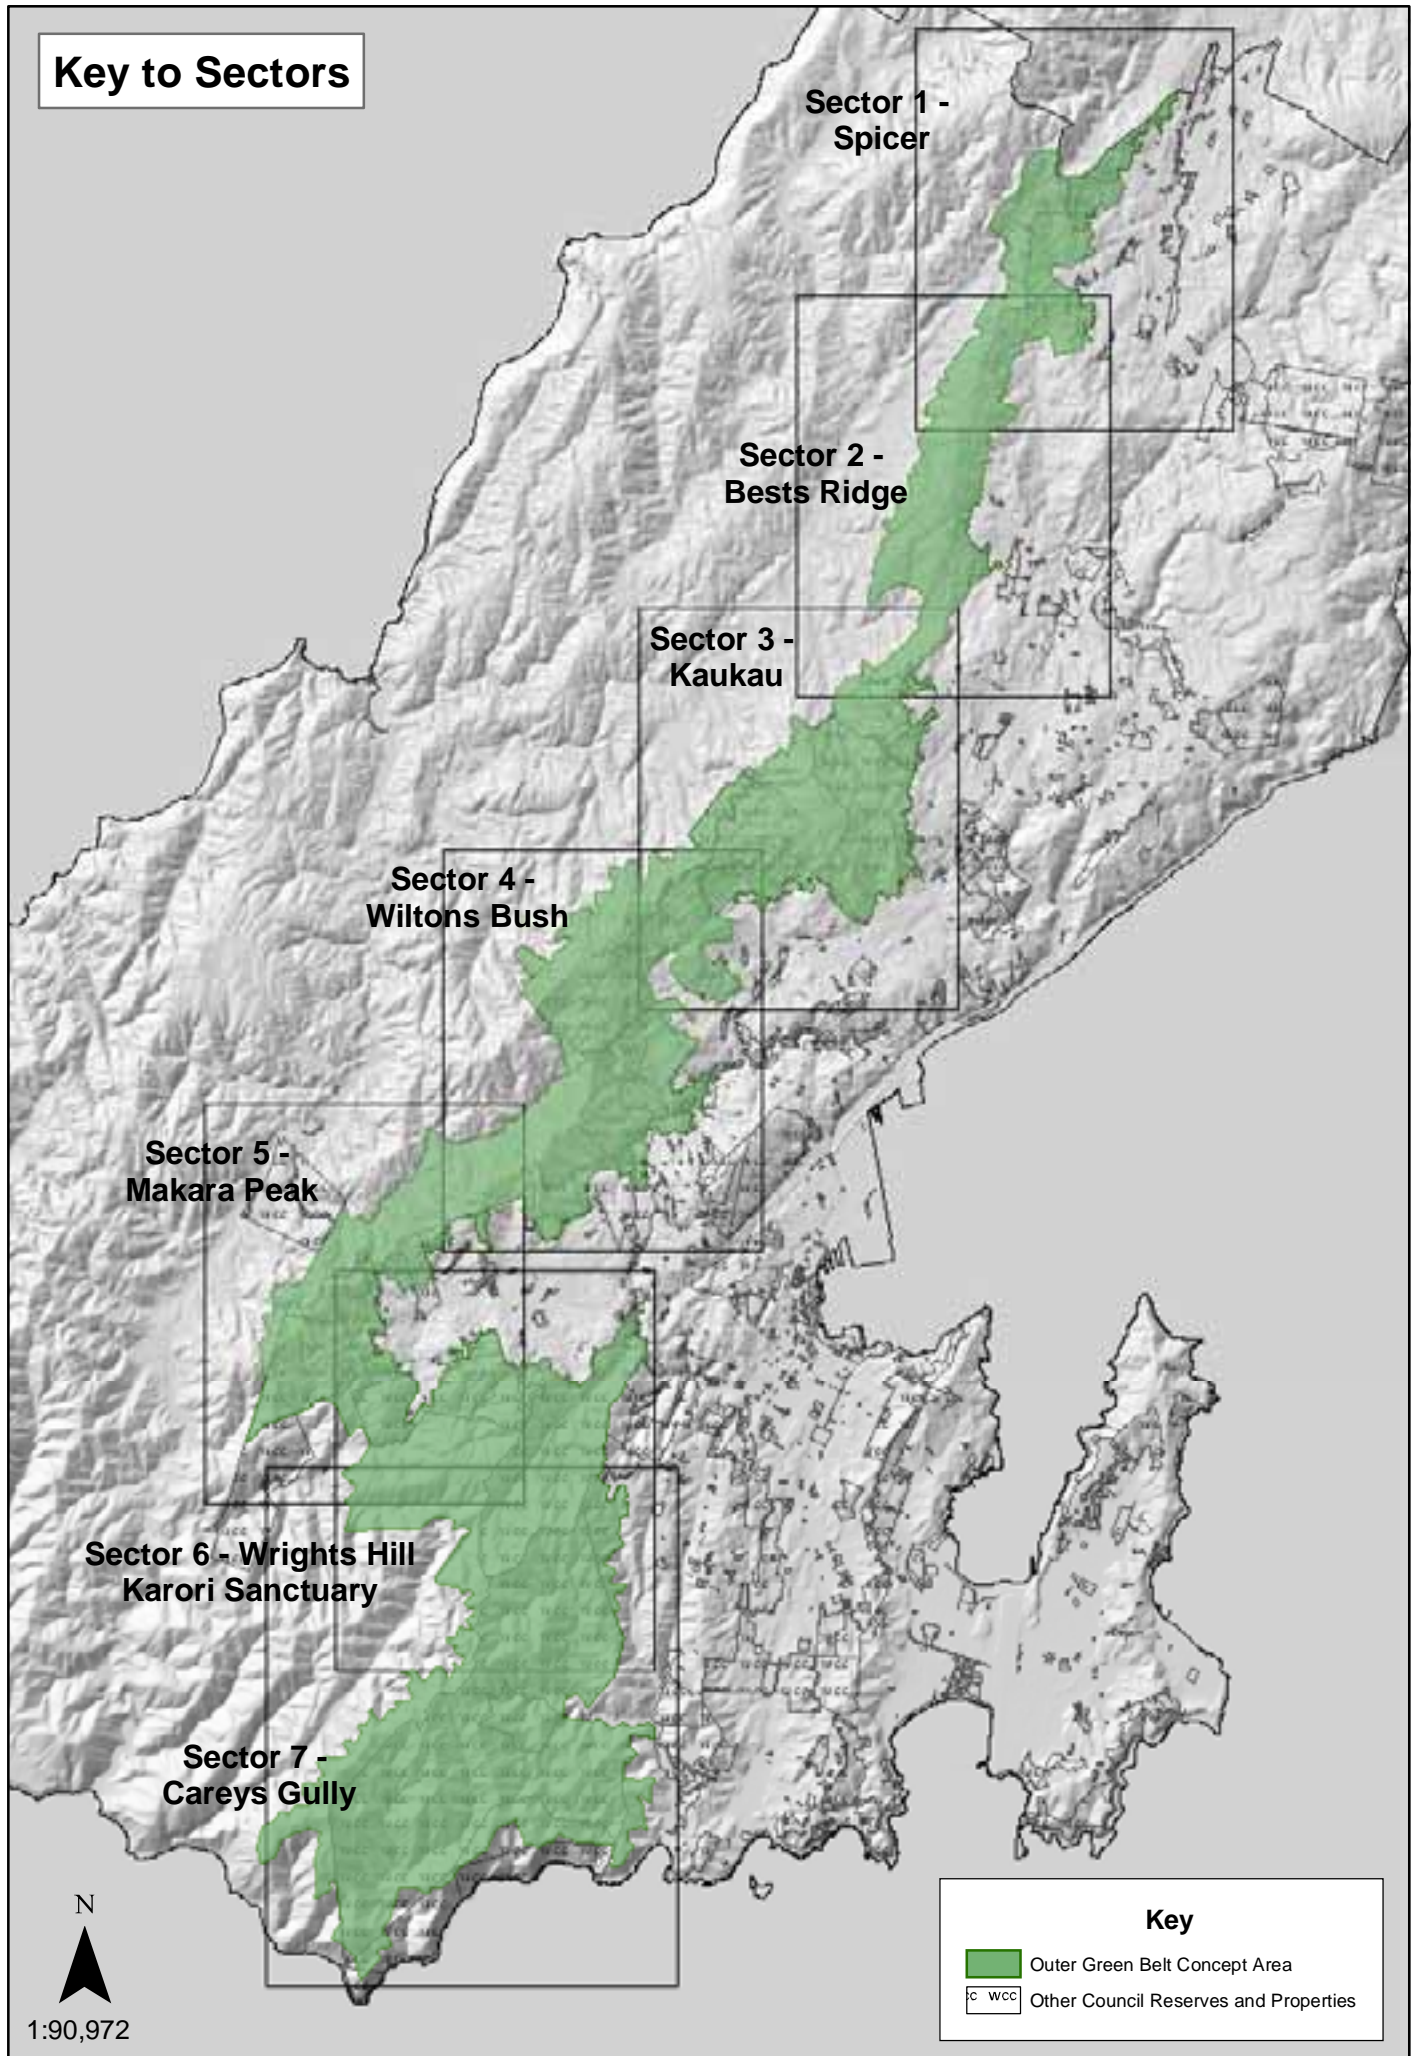 Key to Sectors
Sector 1 -
Spicer
Sector 2 -
Bests Ridge
Sector 3 -
Kaukau
Sector 4 -
Wiltons Bush
Sector 5 -
Makara Peak
Sector 6 - Wrights Hill
Karori Sanctuary
Sector 7 -
Careys Gully
N
1:90,972
Key
Outer Green Belt Concept Area
WCC
Other Council Reserves and Properties